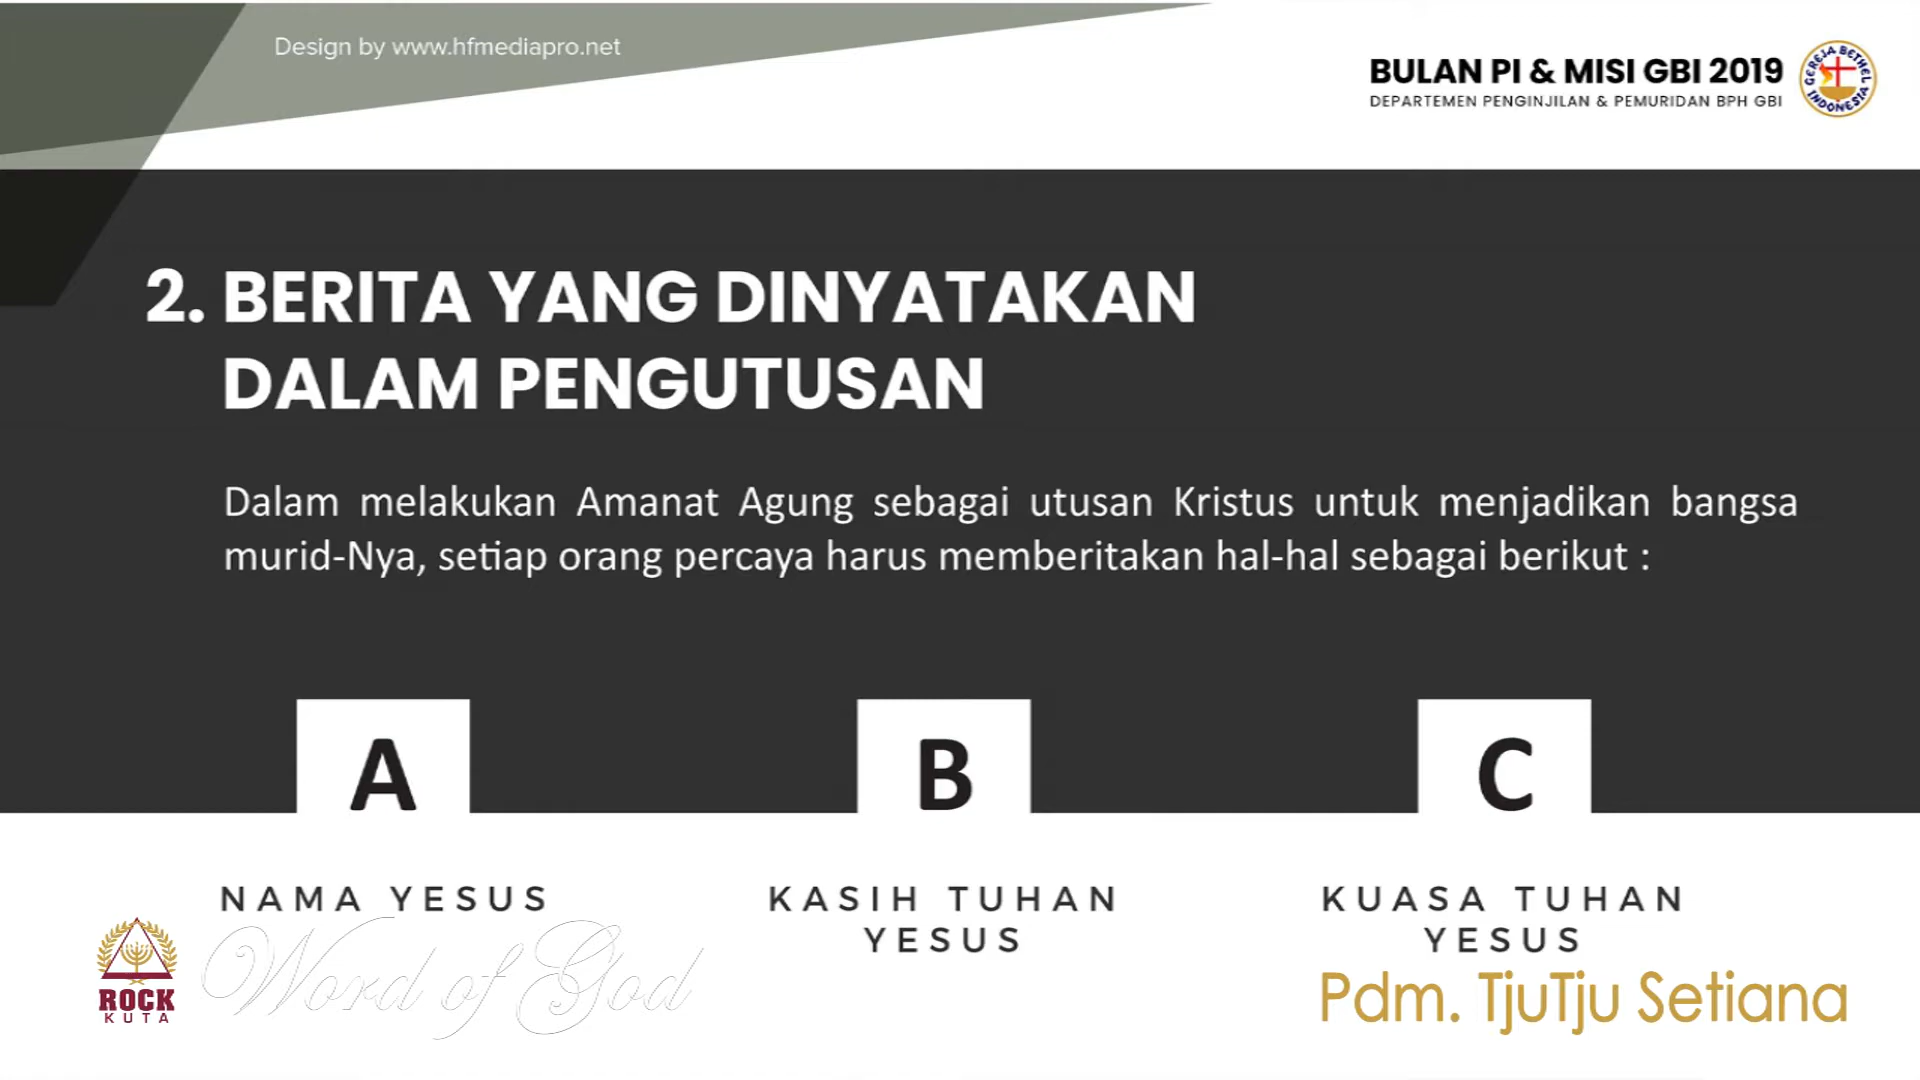 Design by www.hfmediapro.net
BULAN PI & MISI GBI 2019
DEPARTEMEN PENGINJILAN & PEMURIDAN BPH GBI
GEREJA BETHEL
INDONESIA
2. BERITA YANG DINYATAKAN
DALAM PENGUTUSAN
Dalam melakukan Amanat Agung sebagai utusan Kristus untuk menjadikan bangsa
murid-Nya, setiap orang percaya harus memberitakan hal-hal sebagai berikut :
A
NAMA YESUS
B
KASIH TUHAN
YESUS
C
KUASA TUHAN
YESUS
ROCK
KUTA
Word of God
Pdm. TjuTju Setiana